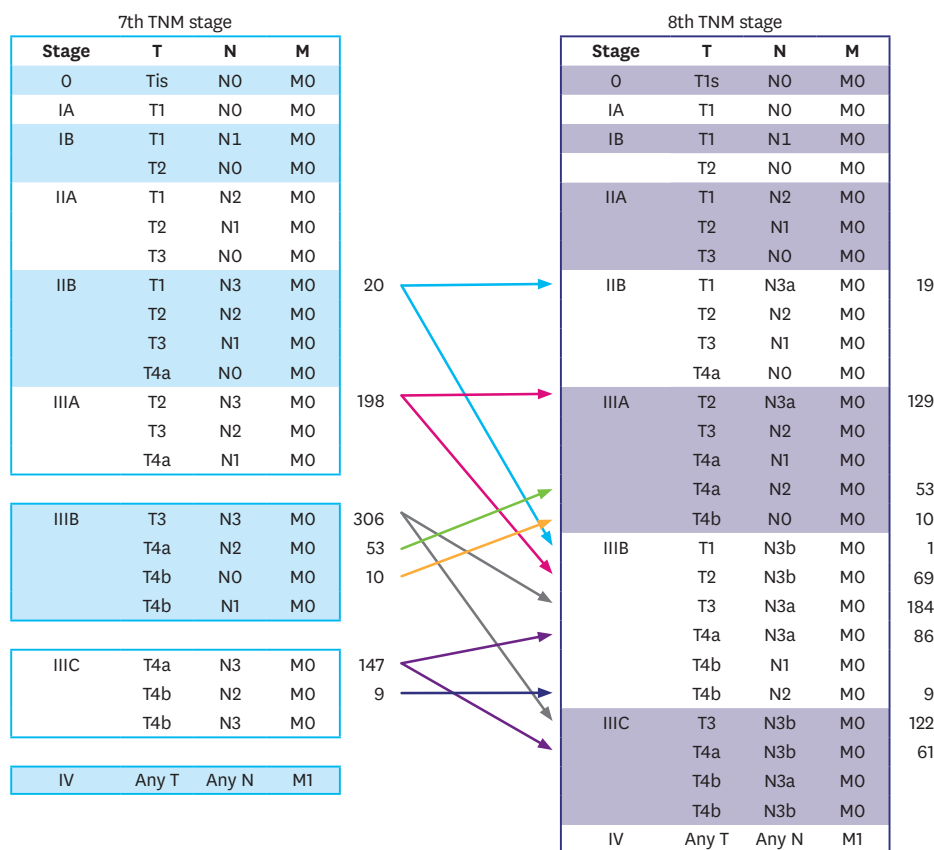 7th TNM stage
Stage T N M
0 Tis N0 M0
IA T1 N0 M0
IB T1 N1 M0
T2 N0 M0
IIA T1 N2 M0
T2 N1 M0
T3 N0 M0
IIB T1 N3 M0 20
T2 N2 M0
T3 N1 M0
T4a N0 M0
IIIA T2 N3 M0 198
T3 N2 M0
T4a N1 M0
IIIB T3 N3 M0 306
T4a N2 M0 53
T4b N0 M0 10
T4b N1 M0
IIIC T4a N3 M0 147
T4b N2 M0 9
T4b N3 M0
IV Any T Any N M1
8th TNM stage
Stage T N M
0 T1s N0 M0
IA T1 N0 M0
IB T1 N1 M0
T2 N0 M0
IIA T1 N2 M0
T2 N1 M0
T3 N0 M0
IIB T1 N3a M0 19
T2 N2 M0
T3 N1 M0
T4a N0 M0
IIIA T2 N3a M0 129
T3 N2 M0
T4a N1 M0
T4a N2 M0 53
T4b N0 M0 10
IIIB T1 N3b M0 1
T2 N3b M0 69
T3 N3a M0 184
T4a N3a M0 86
T4b N1 M0
T4b N2 M0 9
IIIC T3 N3b M0 122
T4a N3b M0 61
T4b N3a M0
T4b N3b M0
IV Any T Any N M1